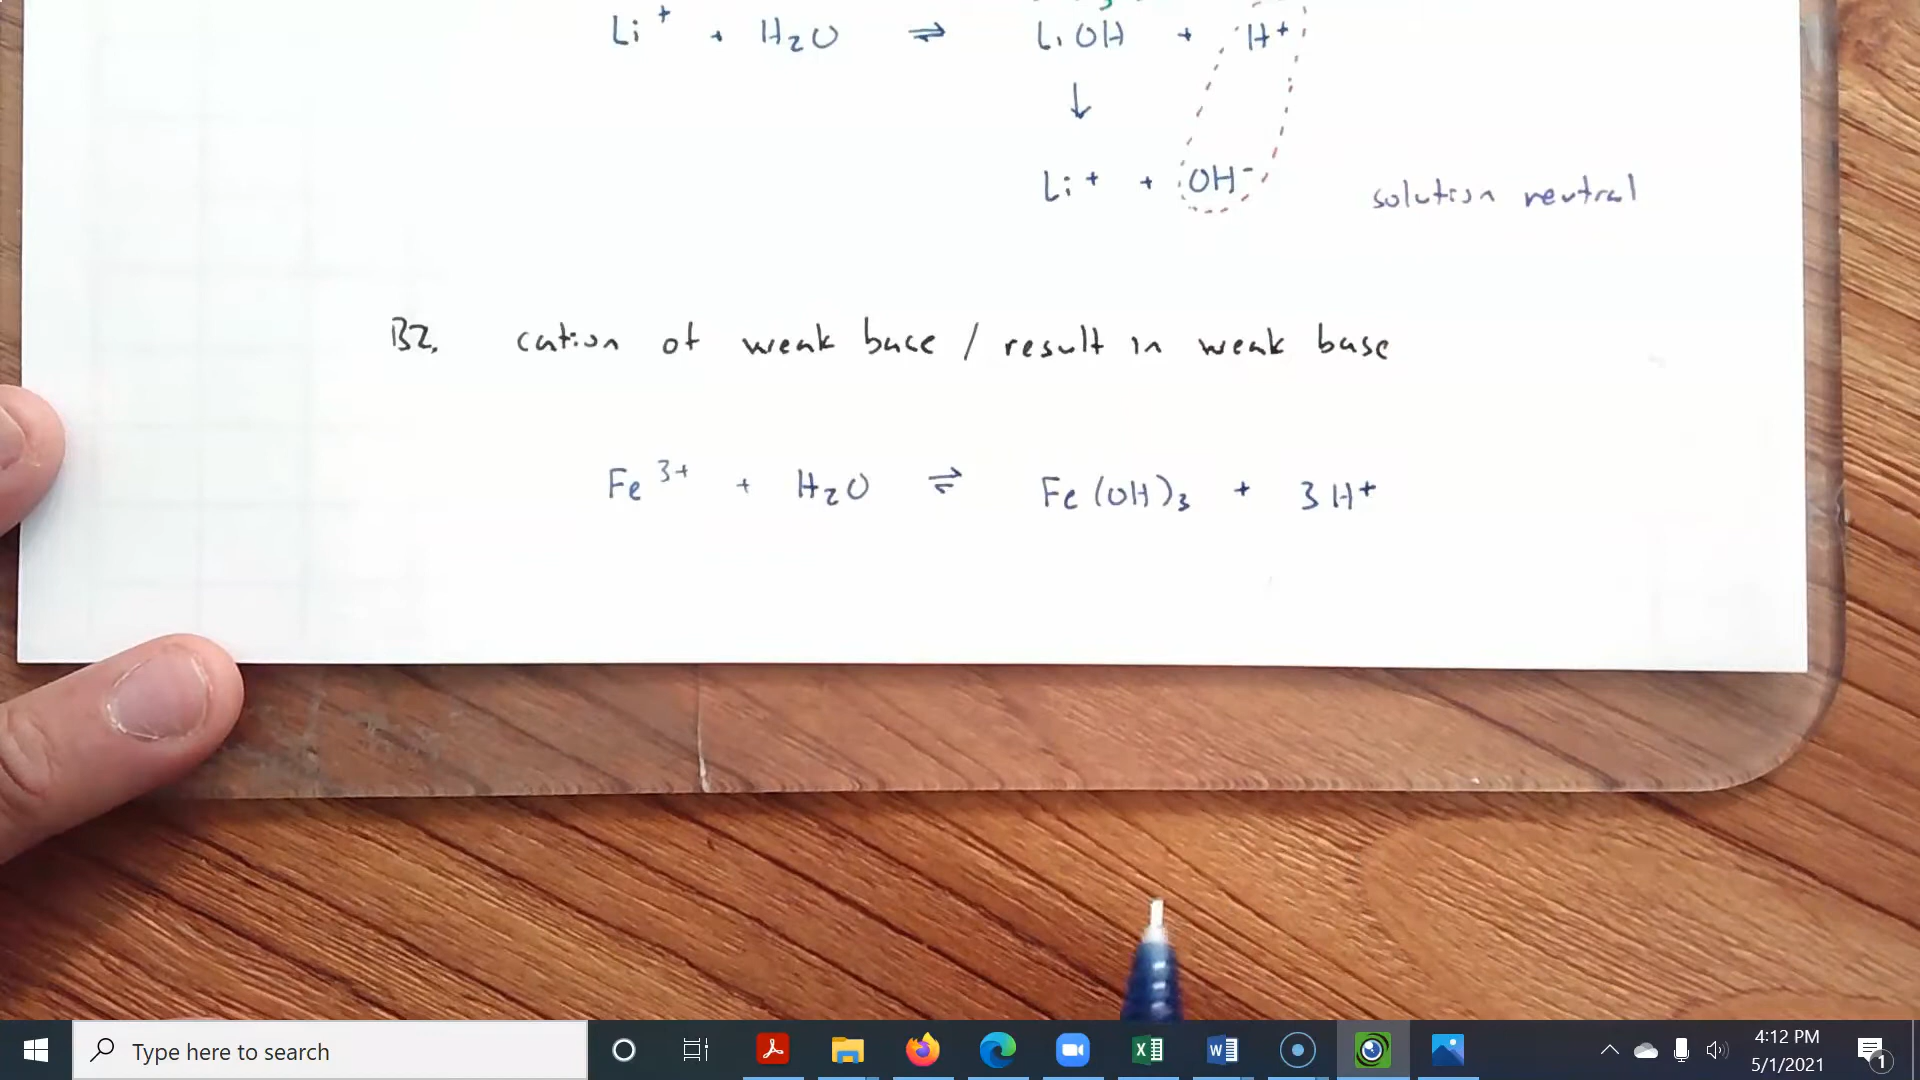 Li⁺ + H₂O ⇌ LiOH + H⁺
↓
Li⁺ + OH⁻ solution neutral
B2. cation of weak base / result in weak base
Fe³⁺ + H₂O ⇌ Fe(OH)₃ + 3H⁺
Type here to search
4:12 PM
5/1/2021
1